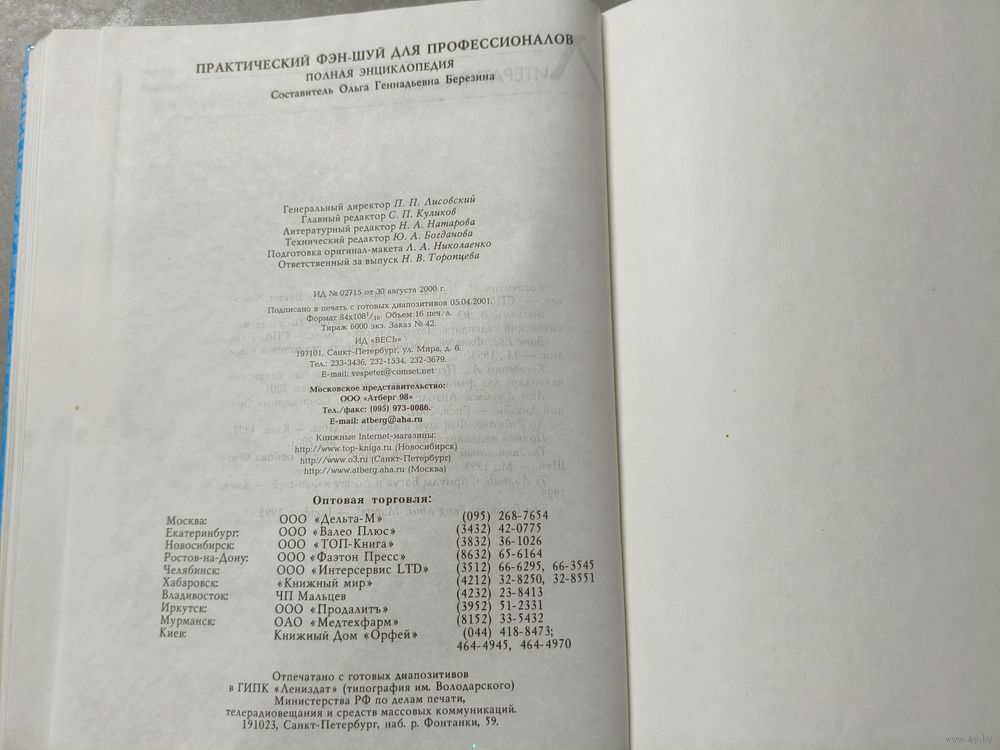 ПРАКТИЧЕСКИЙ ФЭН-ШУЙ ДЛЯ ПРОФЕССИОНАЛОВ
ПОЛНАЯ ЭНЦИКЛОПЕДИЯ
Составитель Ольга Геннадьевна Березина
Генеральный директор П. П. Лисовский
Главный редактор С. П. Куликов
Литературный редактор Н. А. Натарова
Технический редактор Ю. А. Богданова
Подготовка оригинал-макета Л. А. Николаенко
Ответственный за выпуск Н. В. Торопцева
ИД № 02715 от 30 августа 2000 г.
Подписано в печать с готовых диапозитивов 05.04.2001.
Формат 84х108 1/16. Объем 16 печ. л.
Тираж 6000 экз. Заказ № 42.
ИД «ВЕСЬ»
197101, Санкт-Петербург, ул. Мира, д. 6.
Тел.: 233-3436, 232-1534, 232-3679.
E-mail: vespeter@comset.net
Московское представительство:
ООО «Атберг 98»
Тел./факс: (095) 973-0086.
E-mail: atberg@aha.ru
Книжные Internet-магазины:
http://www.top-kniga.ru (Новосибирск)
http://www.o3.ru (Санкт-Петербург)
http://www.atberg.aha.ru (Москва)
Оптовая торговля:
Москва: ООО «Дельта-М» (095) 268-7654
Екатеринбург: ООО «Валео Плюс» (3432) 42-0775
Новосибирск: ООО «ТОП-Книга» (3832) 36-1026
Ростов-на-Дону: ООО «Фаэтон Пресс» (8632) 65-6164
Челябинск: ООО «Интерсервис LTD» (3512) 66-6295, 66-3545
Хабаровск: «Книжный мир» (4212) 32-8250, 32-8551
Владивосток: ЧП Мальцев (4232) 23-8413
Иркутск: ООО «Продалитъ» (3952) 51-2331
Мурманск: ОАО «Медтехфарм» (8152) 33-5432
Киев: Книжный Дом «Орфей» (044) 418-8473;
464-4945, 464-4970
Отпечатано с готовых диапозитивов
в ГИПК «Лениздат» (типография им. Володарского)
Министерства РФ по делам печати,
телерадиовещания и средств массовых коммуникаций.
191023, Санкт-Петербург, наб. р. Фонтанки, 59.
www.ay.by